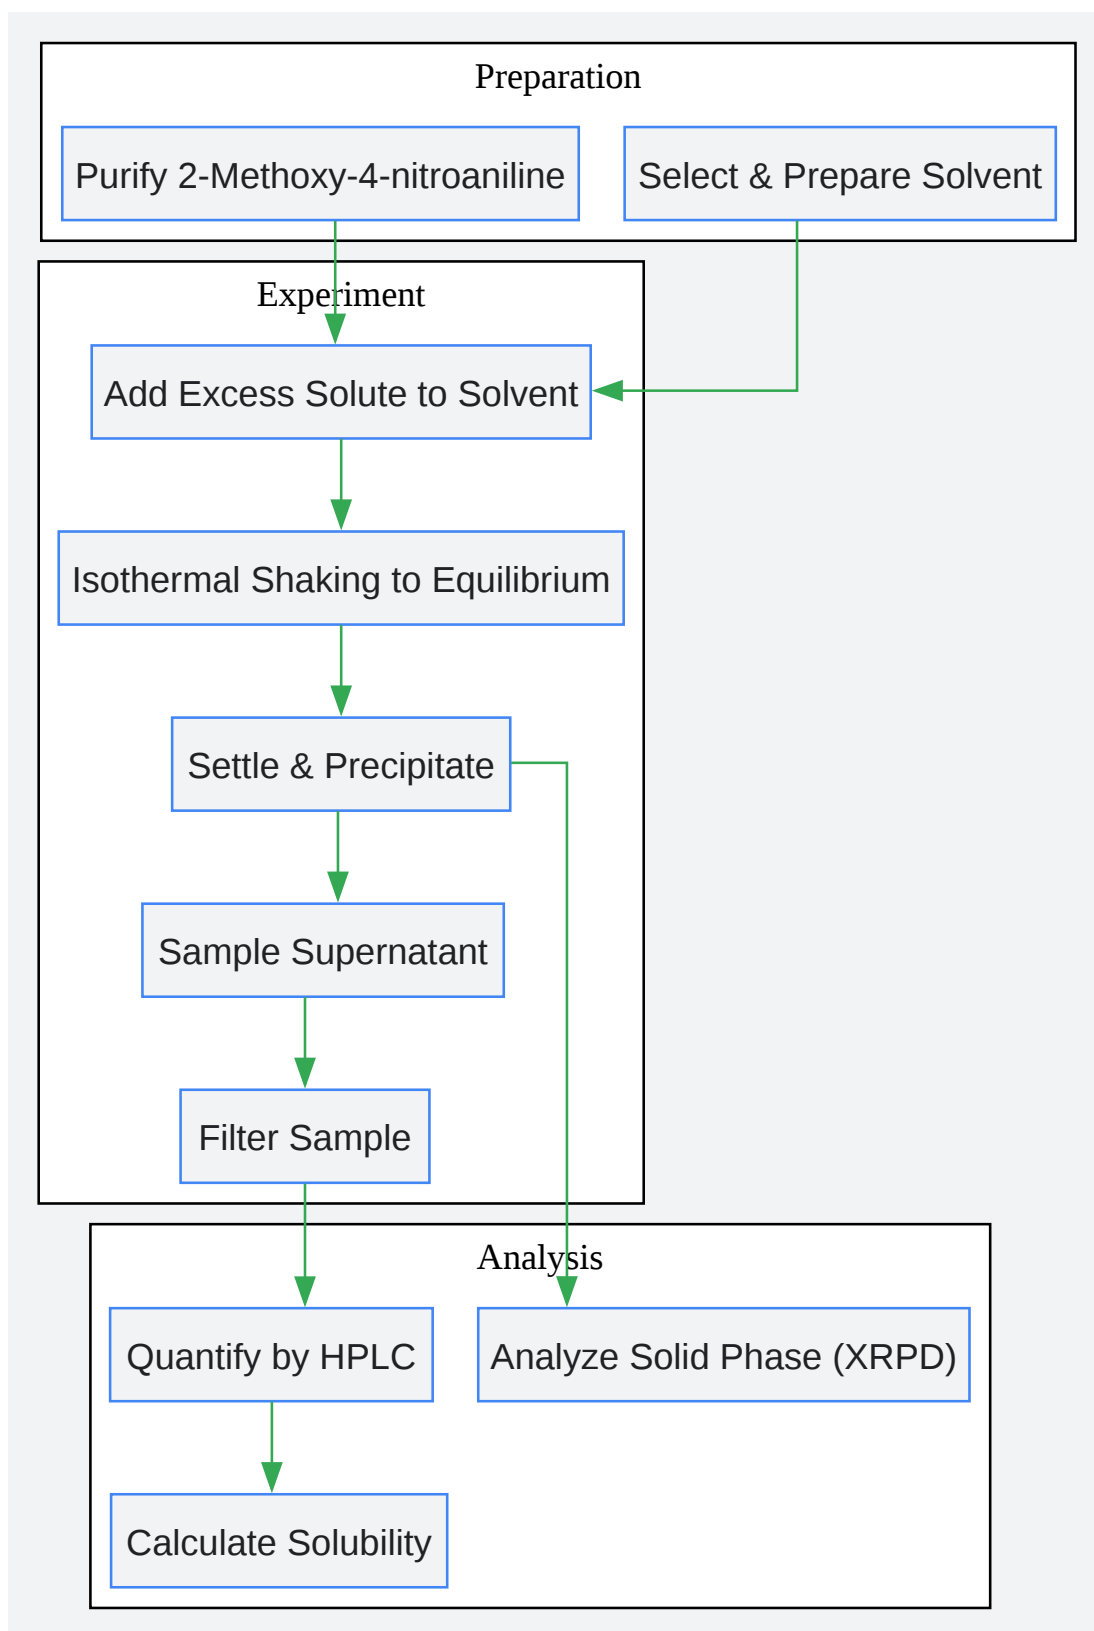 Preparation
Purify 2-Methoxy-4-nitroaniline
Select & Prepare Solvent
Experiment
Add Excess Solute to Solvent
Isothermal Shaking to Equilibrium
Settle & Precipitate
Sample Supernatant
Filter Sample
Analysis
Quantify by HPLC
Analyze Solid Phase (XRPD)
Calculate Solubility